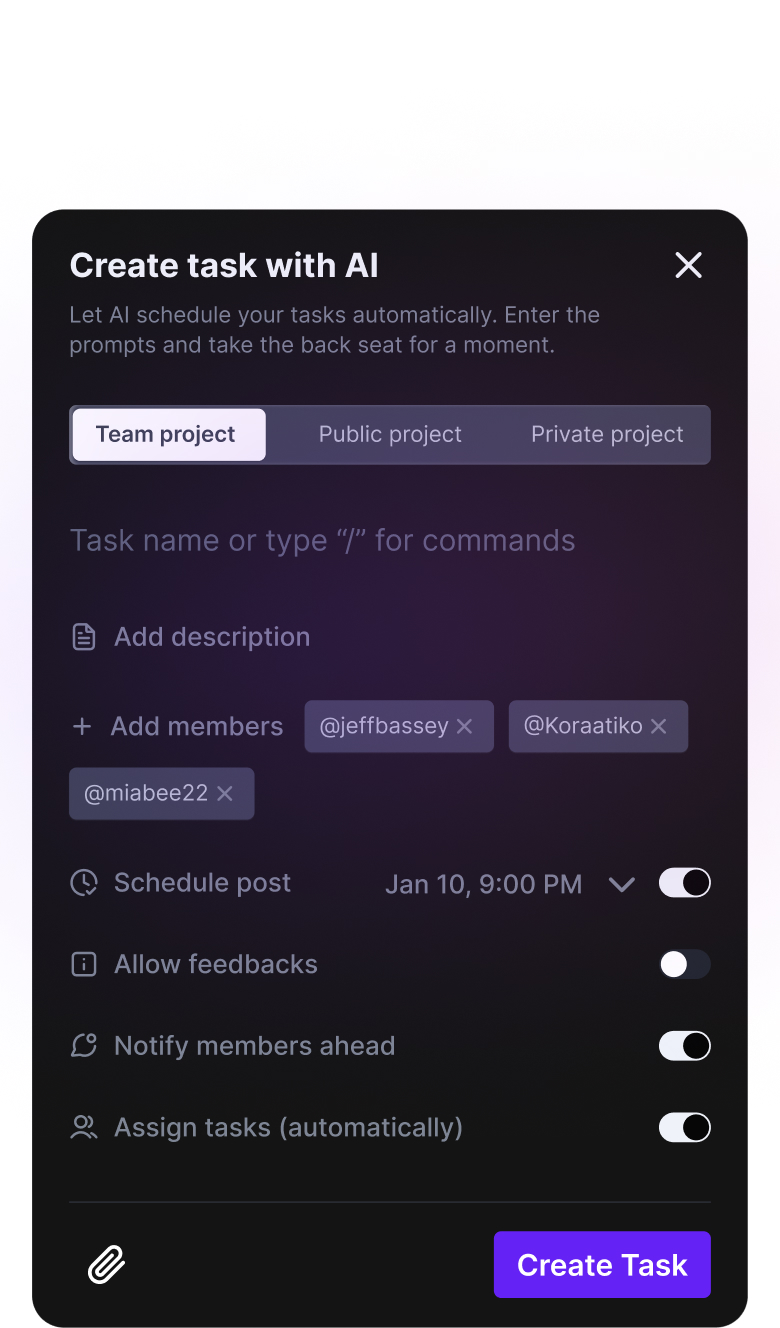 Create task with AI
Let AI schedule your tasks automatically. Enter the
prompts and take the back seat for a moment.
Team project Public project Private project
Task name or type “/” for commands
Add description
Add members @jeffbassey @Koraatiko
@miabee22
Schedule post Jan 10, 9:00 PM
Allow feedbacks
Notify members ahead
Assign tasks (automatically)
Create Task